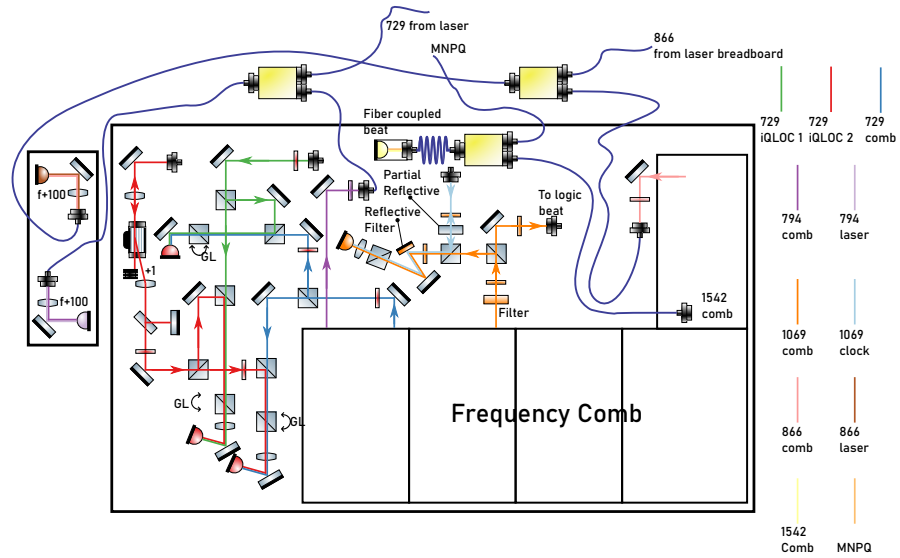 729 from laser
MNPQ
866
from laser breadboard
Fiber coupled
beat
729
iQLOC 1
729
iQLOC 2
729
comb
f+100
Partial
Reflective
Reflective
Filter
To logic
beat
794
comb
794
laser
GL
+1
f+100
Filter
1542
comb
1069
comb
1069
clock
GL
GL
Frequency Comb
866
comb
866
laser
1542
Comb
MNPQ